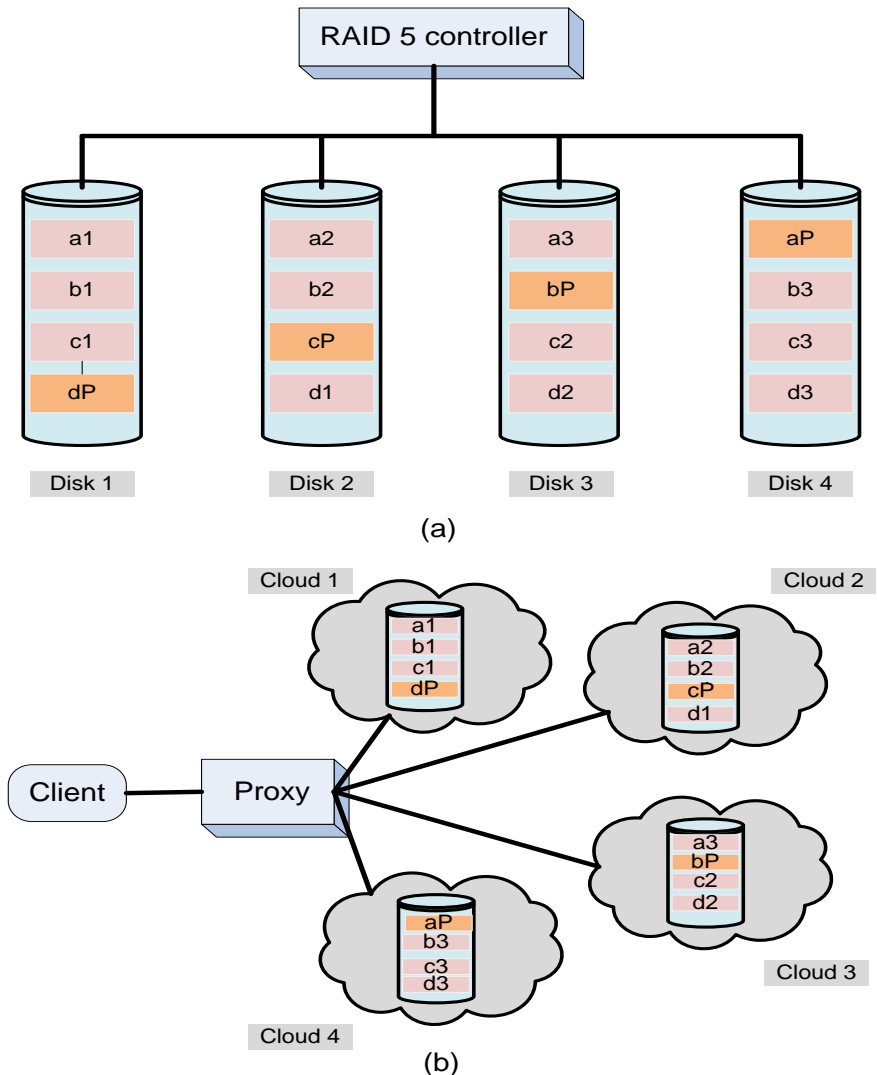 RAID 5 controller
a1
b1
c1
dP
a2
b2
cP
d1
a3
bP
c2
d2
aP
b3
c3
d3
Disk 1
Disk 2
Disk 3
Disk 4
(a)
Cloud 1
a1
b1
c1
dP
Cloud 2
a2
b2
cP
d1
Client
Proxy
a3
bP
c2
d2
Cloud 3
aP
b3
c3
d3
Cloud 4
(b)